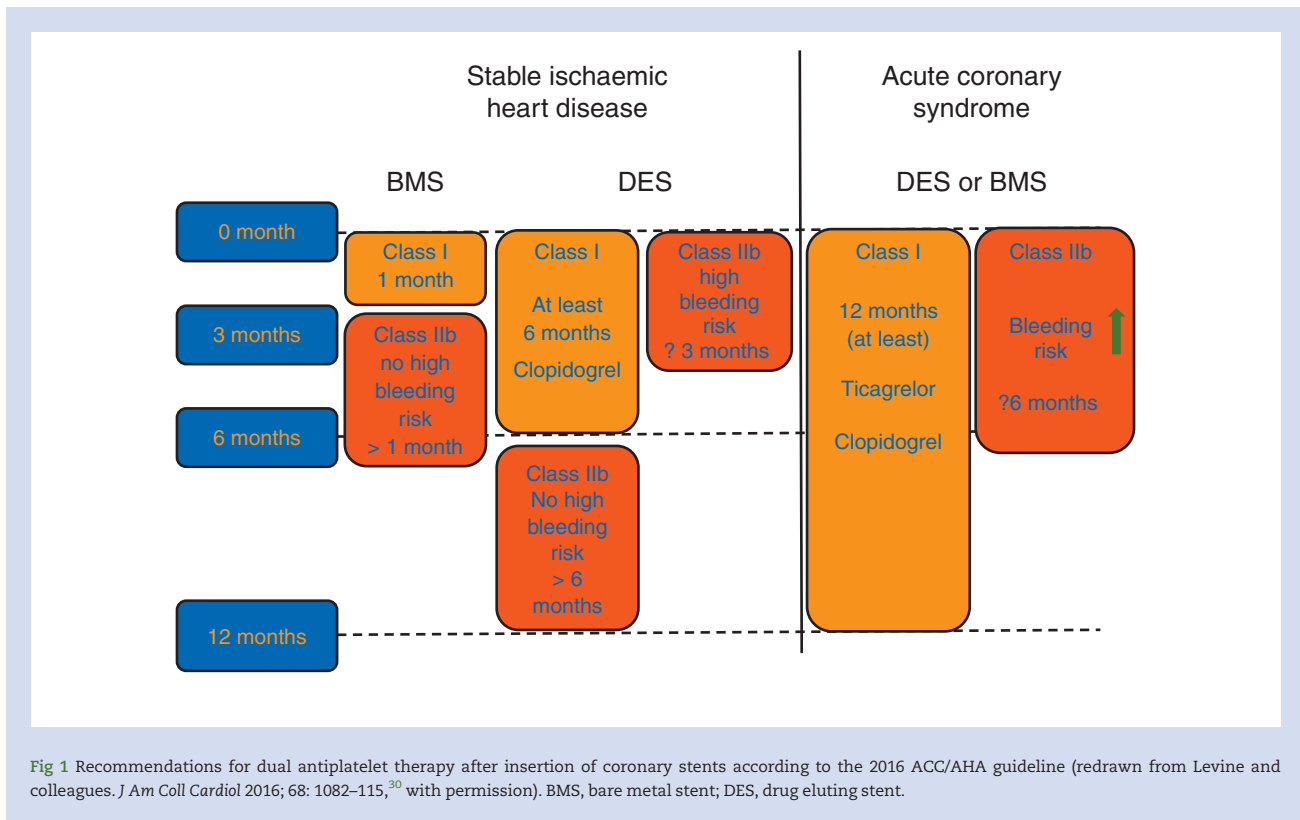 Stable ischaemic
heart disease
Acute coronary
syndrome
BMS
DES
DES or BMS
0 month
3 months
6 months
12 months
Class I
1 month
Class IIb
no high
bleeding
risk
> 1 month
Class I
At least
6 months
Clopidogrel
Class IIb
No high
bleeding
risk
> 6
months
Class IIb
high
bleeding
risk
? 3 months
Class I
12 months
(at least)
Ticagrelor
Clopidogrel
Class IIb
Bleeding
risk
?6 months
Fig 1 Recommendations for dual antiplatelet therapy after insertion of coronary stents according to the 2016 ACC/AHA guideline (redrawn from Levine and
colleagues. J Am Coll Cardiol 2016; 68: 1082–115,30 with permission). BMS, bare metal stent; DES, drug eluting stent.